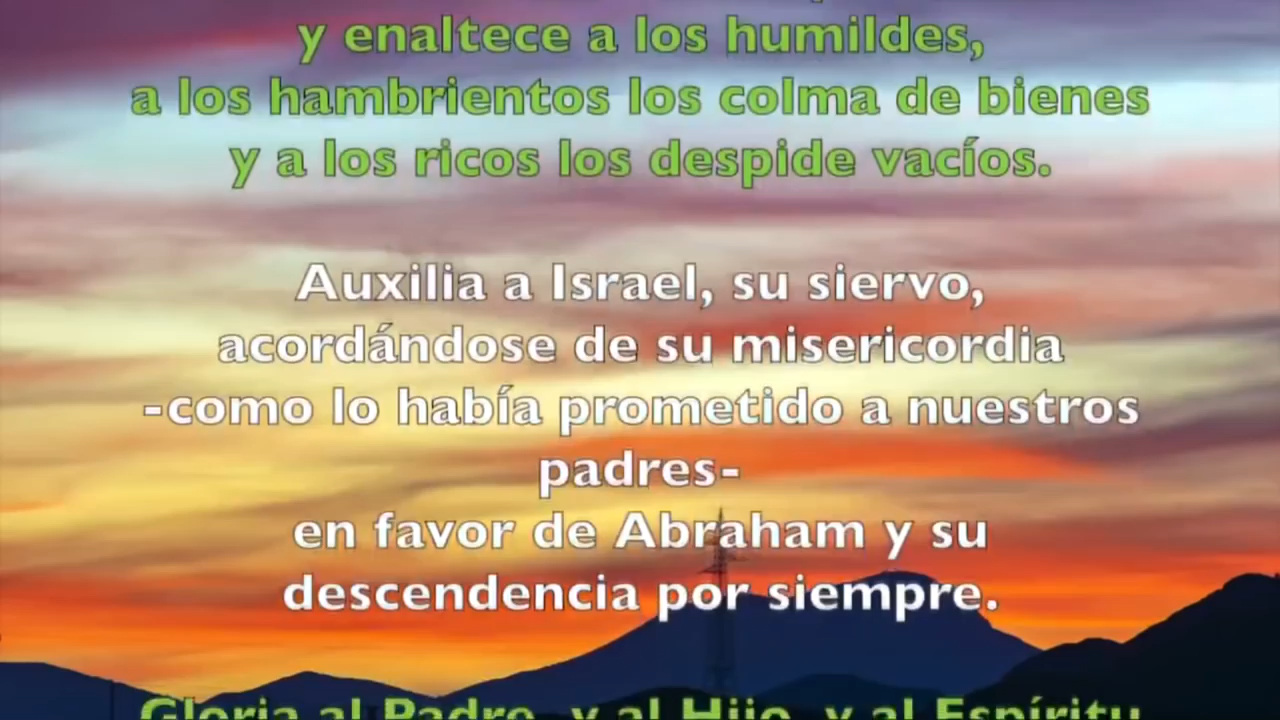 y enaltece a los humildes,
a los hambrientos los colma de bienes
y a los ricos los despide vacíos.
Auxilia a Israel, su siervo,
acordándose de su misericordia
-como lo había prometido a nuestros
padres-
en favor de Abraham y su
descendencia por siempre.
Gloria al Padre, y al Hijo, y al Espíritu